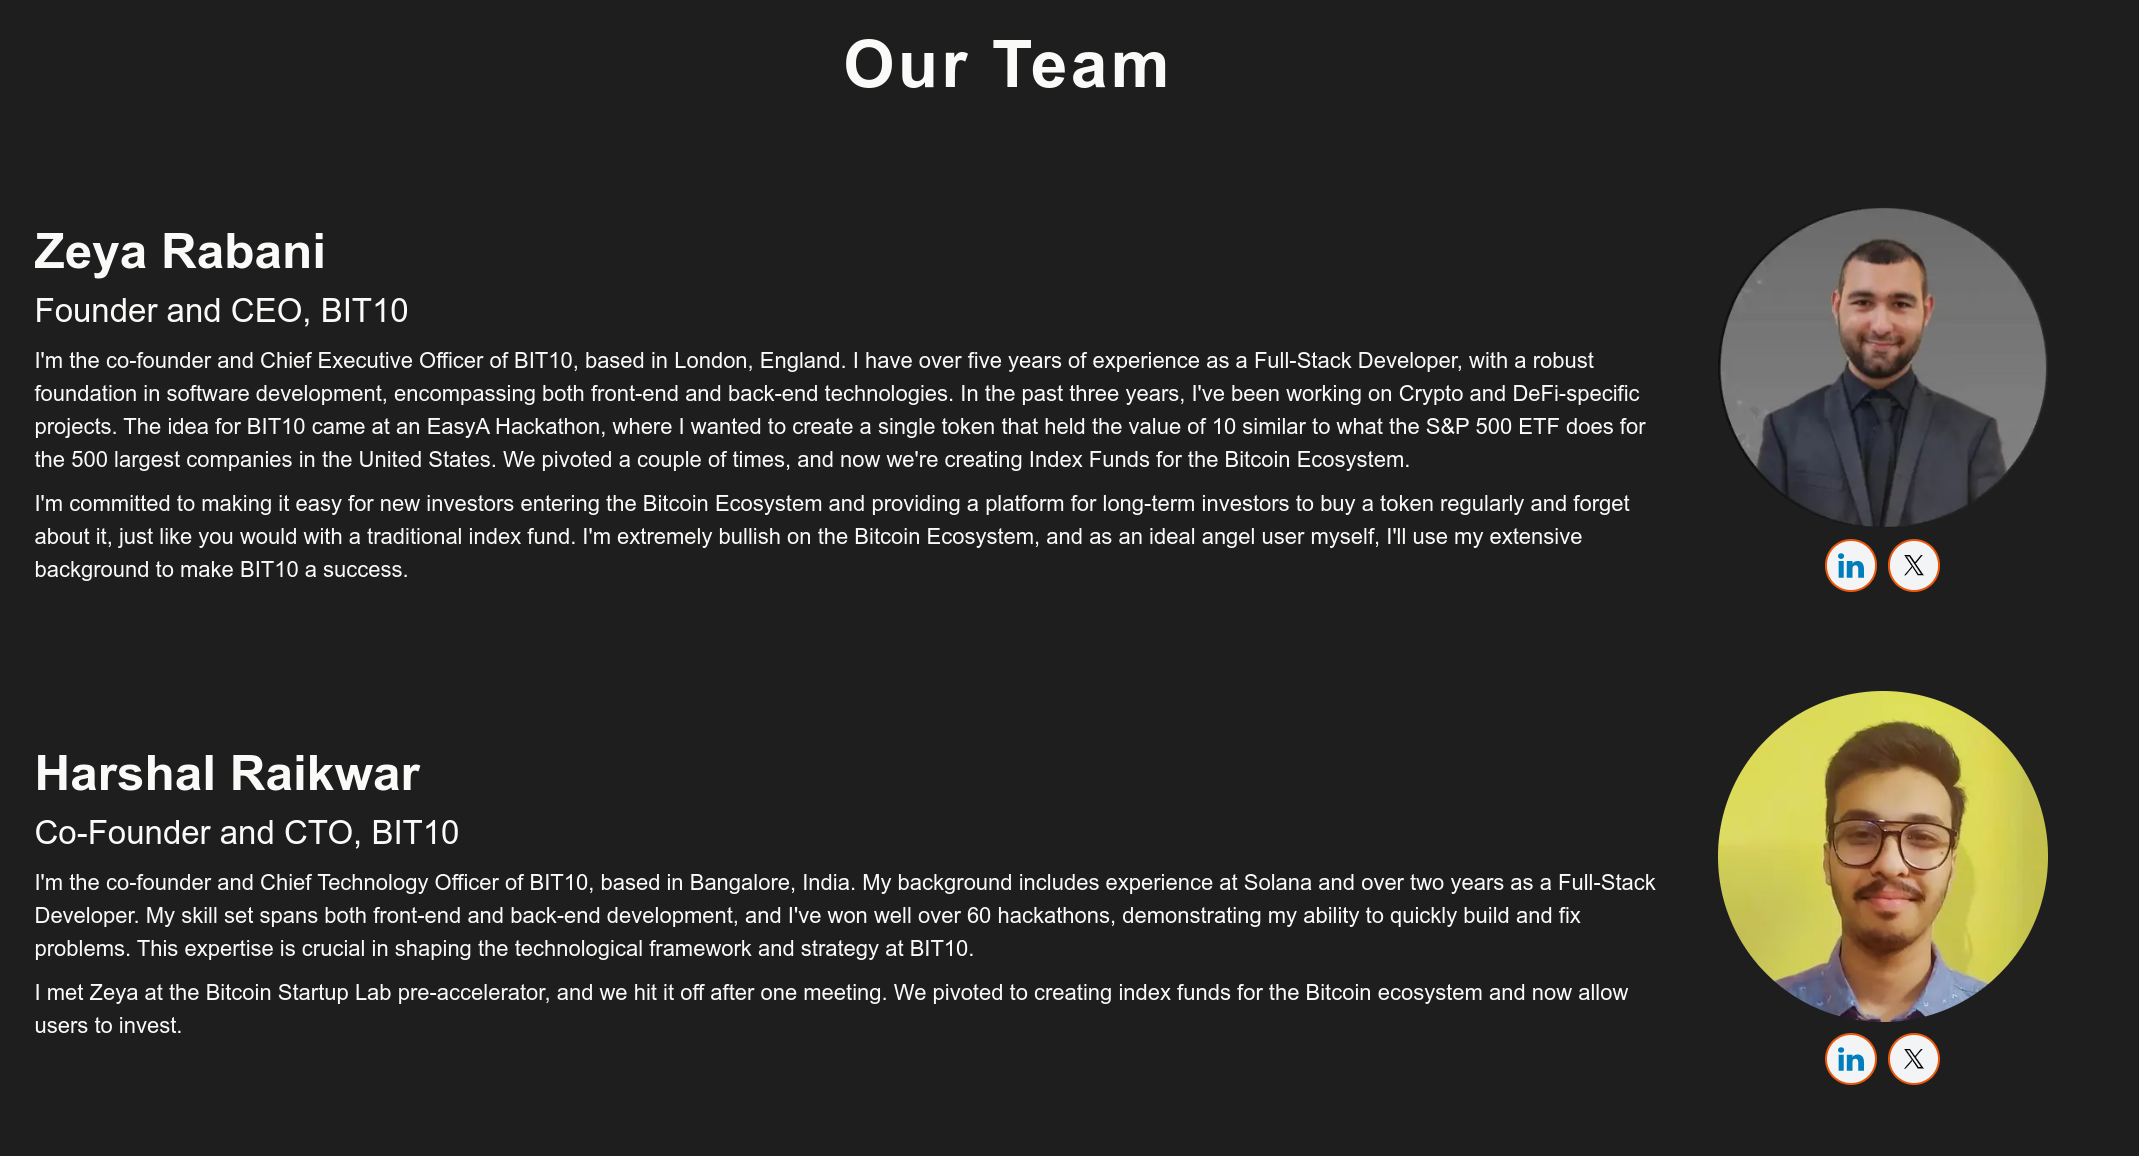 Our Team
Zeya Rabani
Founder and CEO, BIT10
I'm the co-founder and Chief Executive Officer of BIT10, based in London, England. I have over five years of experience as a Full-Stack Developer, with a robust
foundation in software development, encompassing both front-end and back-end technologies. In the past three years, I've been working on Crypto and DeFi-specific
projects. The idea for BIT10 came at an EasyA Hackathon, where I wanted to create a single token that held the value of 10 similar to what the S&P 500 ETF does for
the 500 largest companies in the United States. We pivoted a couple of times, and now we're creating Index Funds for the Bitcoin Ecosystem.
I'm committed to making it easy for new investors entering the Bitcoin Ecosystem and providing a platform for long-term investors to buy a token regularly and forget
about it, just like you would with a traditional index fund. I'm extremely bullish on the Bitcoin Ecosystem, and as an ideal angel user myself, I'll use my extensive
background to make BIT10 a success.
in X
Harshal Raikwar
Co-Founder and CTO, BIT10
I'm the co-founder and Chief Technology Officer of BIT10, based in Bangalore, India. My background includes experience at Solana and over two years as a Full-Stack
Developer. My skill set spans both front-end and back-end development, and I've won well over 60 hackathons, demonstrating my ability to quickly build and fix
problems. This expertise is crucial in shaping the technological framework and strategy at BIT10.
I met Zeya at the Bitcoin Startup Lab pre-accelerator, and we hit it off after one meeting. We pivoted to creating index funds for the Bitcoin ecosystem and now allow
users to invest.
in X